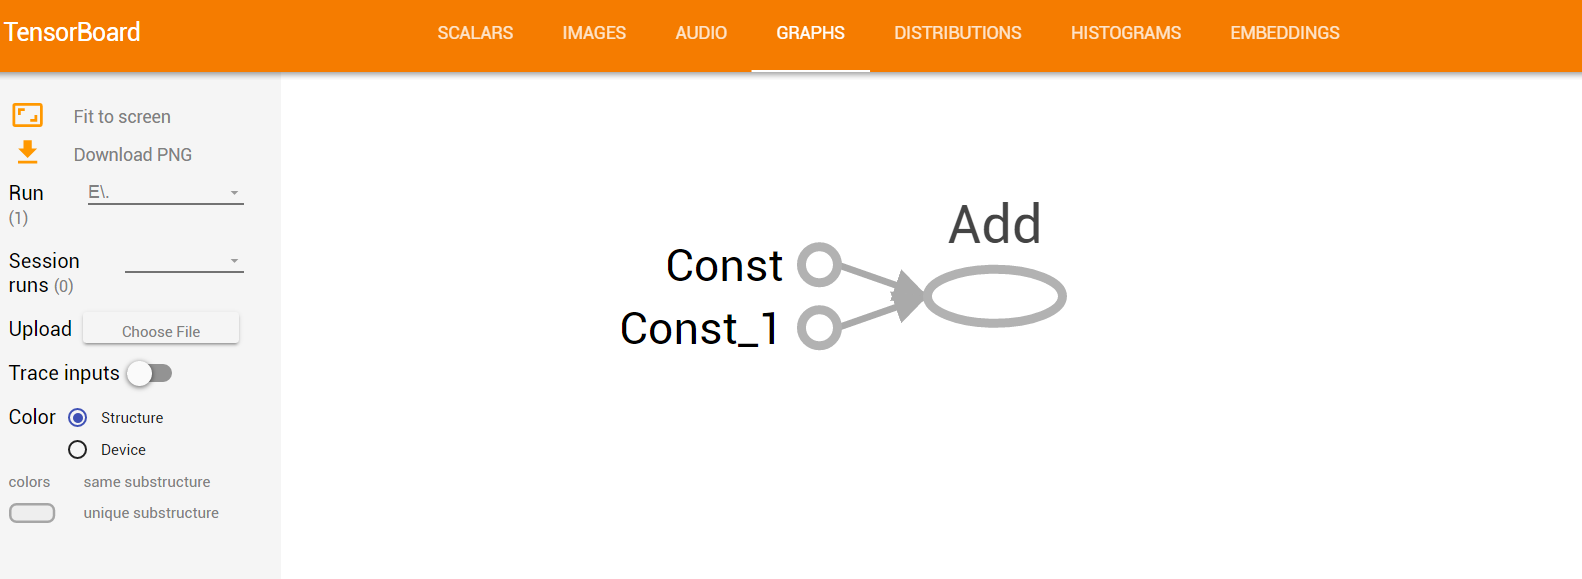 TensorBoard SCALARS IMAGES AUDIO GRAPHS DISTRIBUTIONS HISTOGRAMS EMBEDDINGS
Fit to screen
Download PNG
Run E\.
(1)
Session
runs (0)
Upload Choose File
Trace inputs
Color Structure
Device
colors same substructure
unique substructure
Add
Const
Const_1